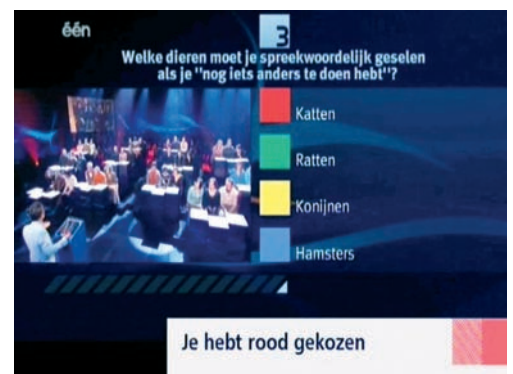 één
3
Welke dieren moet je spreekwoordelijk geselen
als je "nog iets anders te doen hebt"?
Katten
Ratten
Konijnen
Hamsters
Je hebt rood gekozen